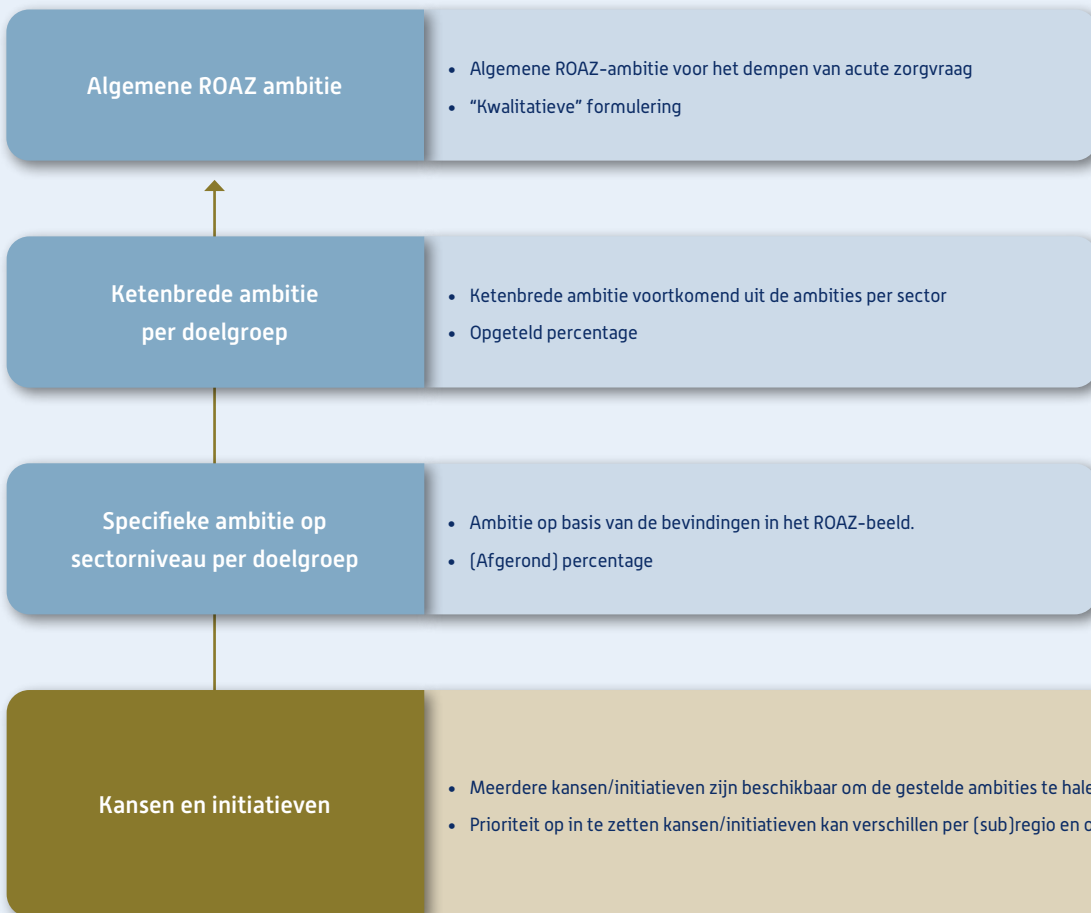 Algemene ROAZ ambitie
• Algemene ROAZ-ambitie voor het dempen van acute zorgvraag
• “Kwalitatieve” formulering
Ketenbrede ambitie
per doelgroep
• Ketenbrede ambitie voortkomend uit de ambities per sector
• Opgeteld percentage
Specifieke ambitie op
sectorniveau per doelgroep
• Ambitie op basis van de bevindingen in het ROAZ-beeld.
• (Afgerond) percentage
Kansen en initiatieven
• Meerdere kansen/initiatieven zijn beschikbaar om de gestelde ambities te
• Prioriteit op in te zetten kansen/initiatieven kan verschillen per (sub)regio en